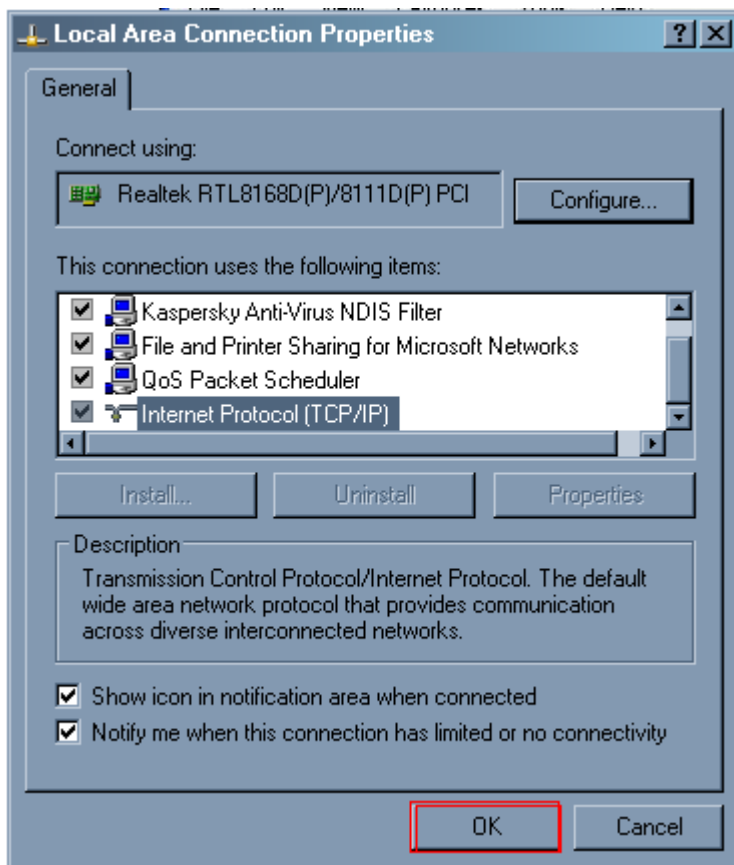 Local Area Connection Properties
General
Connect using:
Realtek RTL8168D(P)/8111D(P) PCI
Configure...
This connection uses the following items:
Kaspersky Anti-Virus NDIS Filter
File and Printer Sharing for Microsoft Networks
QoS Packet Scheduler
Internet Protocol (TCP/IP)
Install...
Uninstall
Properties
Description
Transmission Control Protocol/Internet Protocol. The default
wide area network protocol that provides communication
across diverse interconnected networks.
Show icon in notification area when connected
Notify me when this connection has limited or no connectivity
OK
Cancel